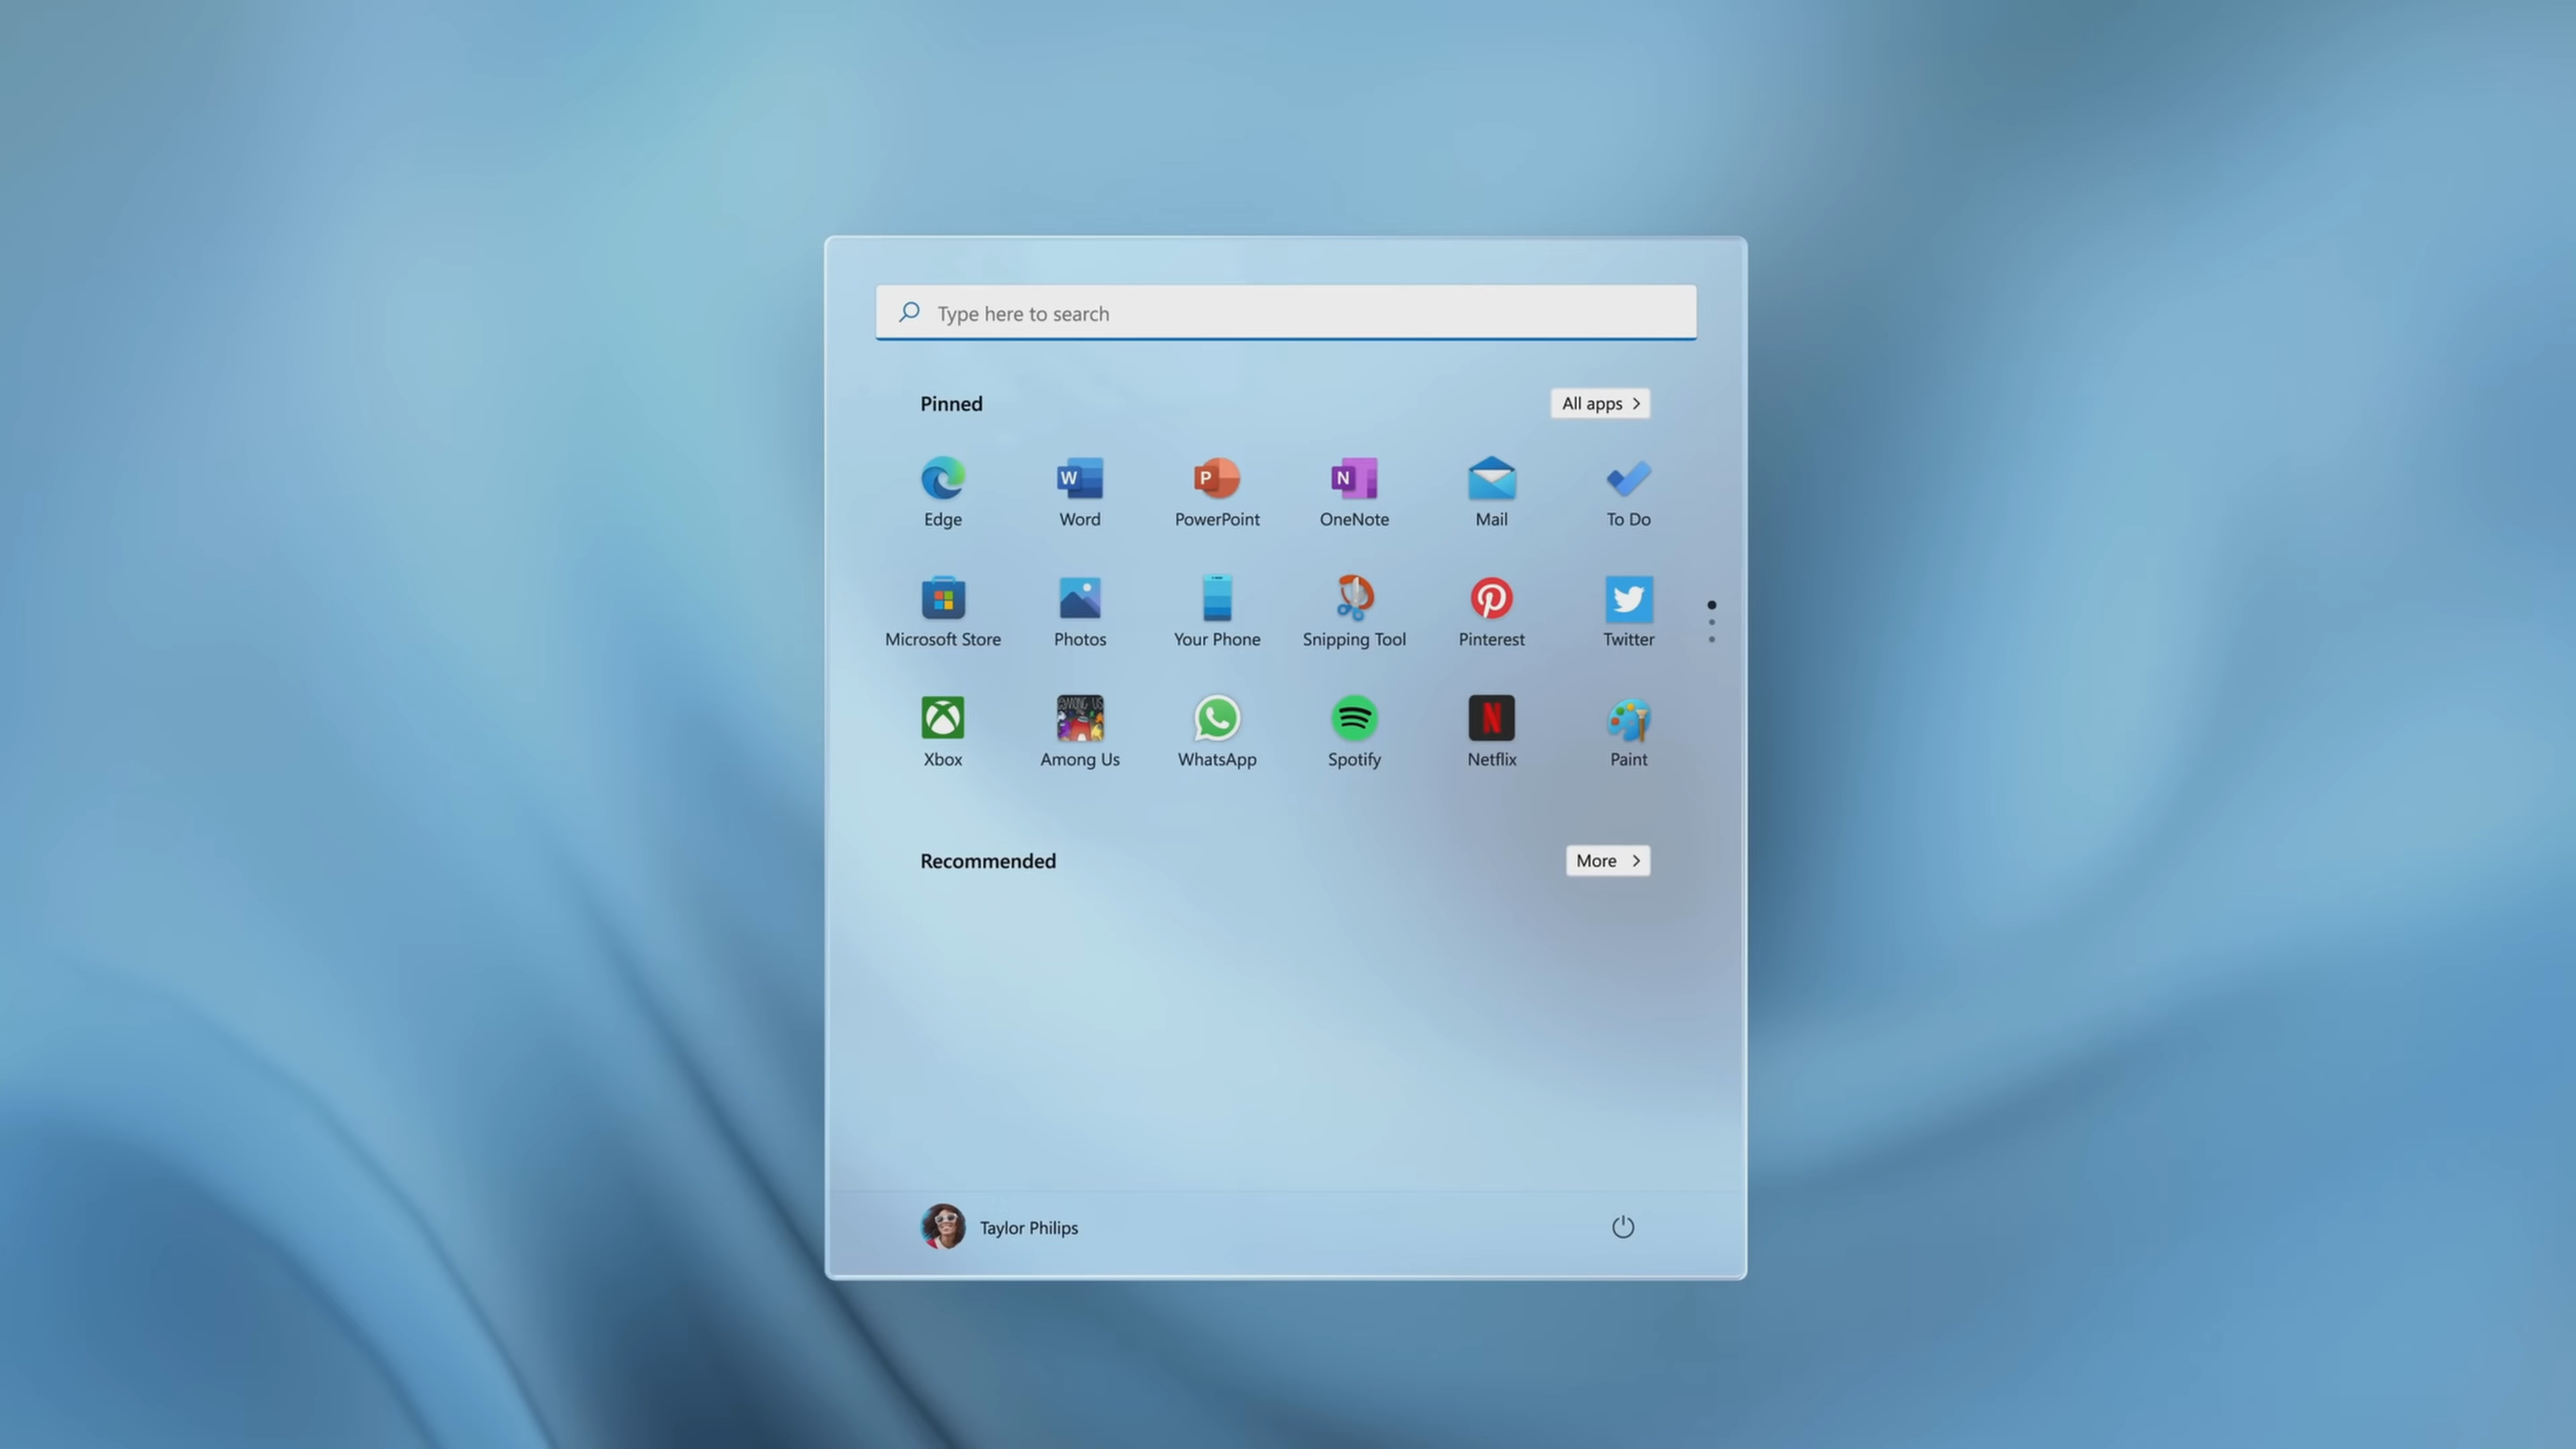 Type here to search
Pinned
All apps
Edge
Word
PowerPoint
OneNote
Mail
To Do
Microsoft Store
Photos
Your Phone
Snipping Tool
Pinterest
Twitter
Xbox
Among Us
WhatsApp
Spotify
Netflix
Paint
Recommended
More
Taylor Philips